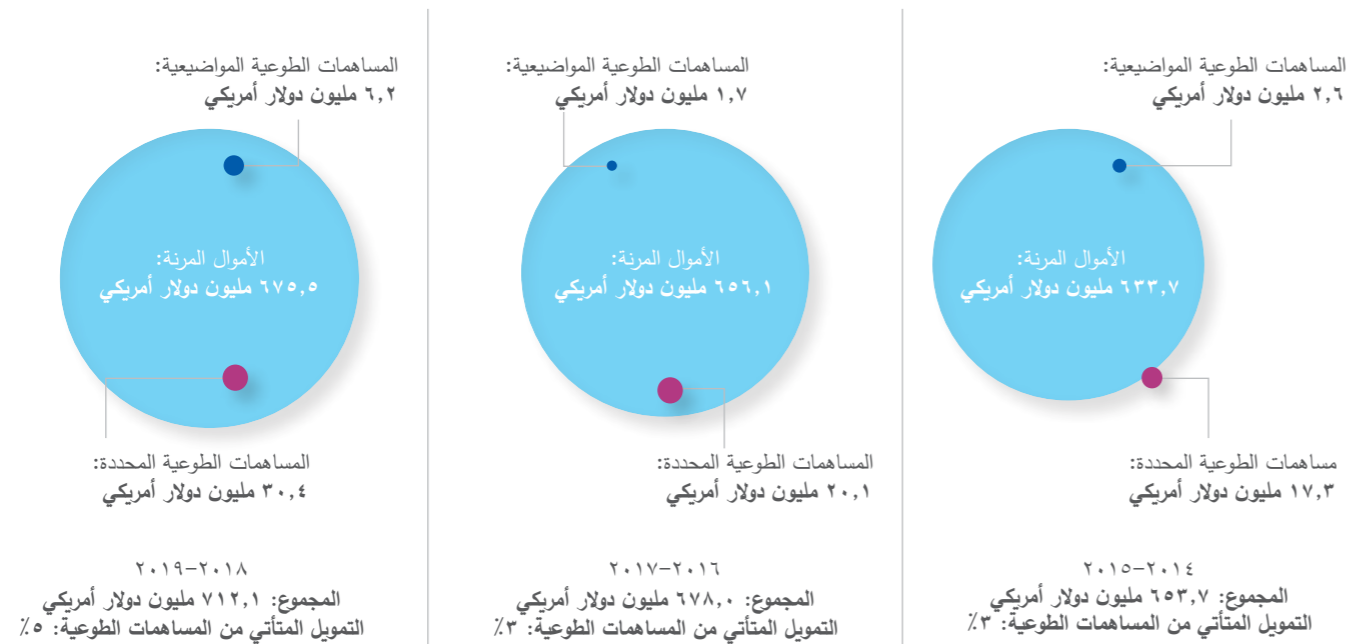 المساهمات الطوعية المواضيعية:
٢,٦ مليون دولار أمريكي
الأموال المرنة:
٦٣٣,٧ مليون دولار أمريكي
مساهمات الطوعية المحددة:
١٧,٣ مليون دولار أمريكي
٢٠١٤-٢٠١٥
المجموع: ٦٥٣,٧ مليون دولار أمريكي
التمويل المتأتي من المساهمات الطوعية: ٣٪
المساهمات الطوعية المواضيعية:
١,٧ مليون دولار أمريكي
الأموال المرنة:
٦٥٦,١ مليون دولار أمريكي
المساهمات الطوعية المحددة:
٢٠,١ مليون دولار أمريكي
٢٠١٦-٢٠١٧
المجموع: ٦٧٨,٠ مليون دولار أمريكي
التمويل المتأتي من المساهمات الطوعية: ٣٪
المساهمات الطوعية المواضيعية:
٦,٢ مليون دولار أمريكي
الأموال المرنة:
٦٧٥,٥ مليون دولار أمريكي
المساهمات الطوعية المحددة:
٣٠,٤ مليون دولار أمريكي
٢٠١٨-٢٠١٩
المجموع: ٧١٢,١ مليون دولار أمريكي
التمويل المتأتي من المساهمات الطوعية: ٥٪